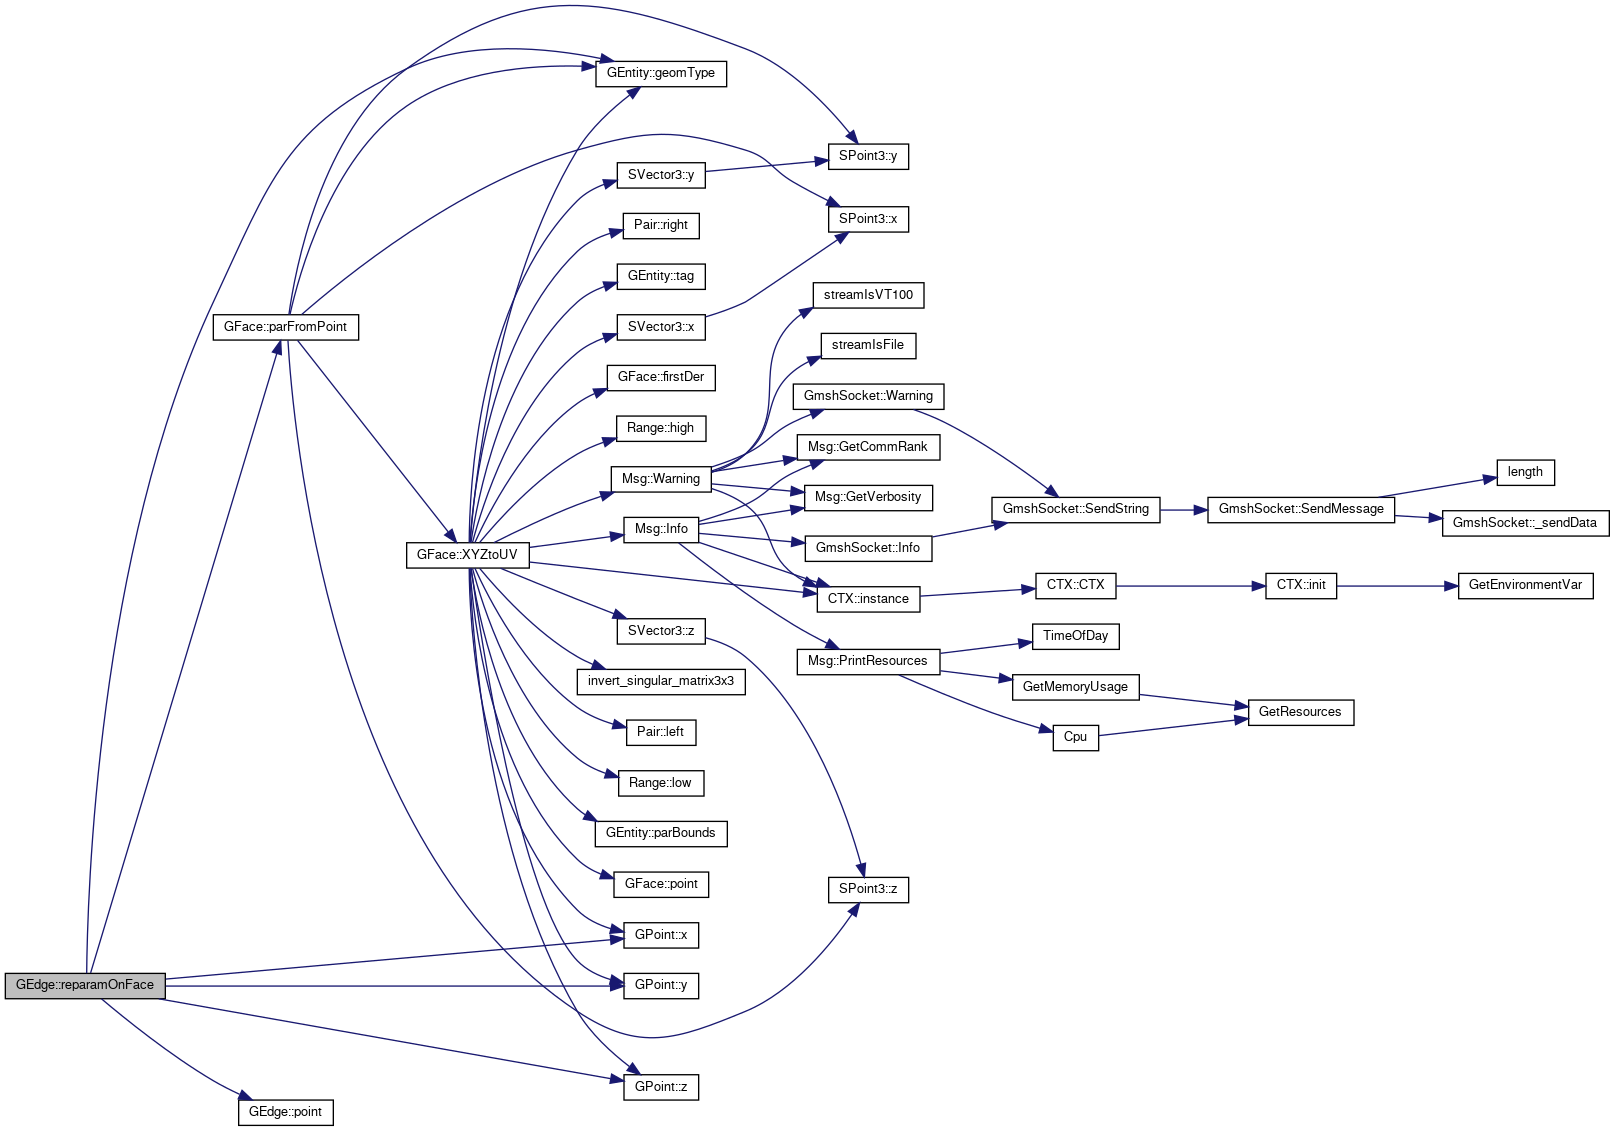 GEntity::geomType
SPoint3::y
SVector3::y
SPoint3::x
Pair::right
GEntity::tag
streamIsVT100
GFace::parFromPoint
SVector3::x
streamIsFile
GFace::firstDer
GmshSocket::Warning
Range::high
Msg::GetCommRank
length
Msg::Warning
Msg::GetVerbosity
GmshSocket::SendString
GmshSocket::SendMessage
GmshSocket::_sendData
Msg::Info
GmshSocket::Info
GFace::XYZtoUV
CTX::CTX
CTX::init
GetEnvironmentVar
CTX::instance
SVector3::z
TimeOfDay
Msg::PrintResources
invert_singular_matrix3x3
GetMemoryUsage
GetResources
Pair::left
Cpu
Range::low
GEntity::parBounds
GFace::point
SPoint3::z
GPoint::x
GEdge::reparamOnFace
GPoint::y
GPoint::z
GEdge::point